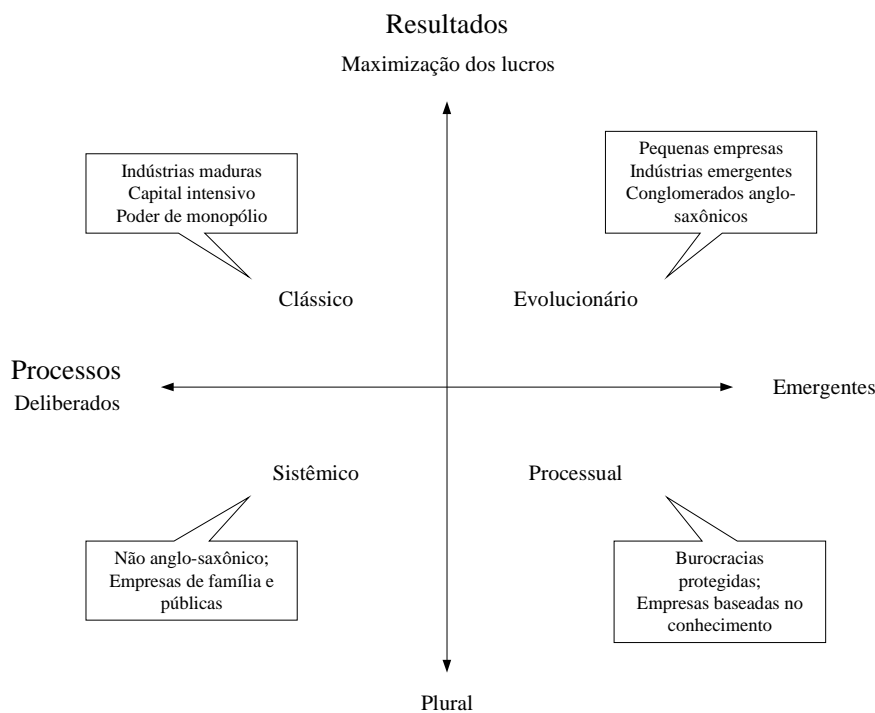 Resultados
Maximização dos lucros
Indústrias maduras
Capital intensivo
Poder de monopólio
Pequenas empresas
Indústrias emergentes
Conglomerados anglo-
saxônicos
Clássico
Evolucionário
Processos
Deliberados
Emergentes
Sistêmico
Processual
Não anglo-saxônico;
Empresas de família e
públicas
Burocracias
protegidas;
Empresas baseadas no
conhecimento
Plural